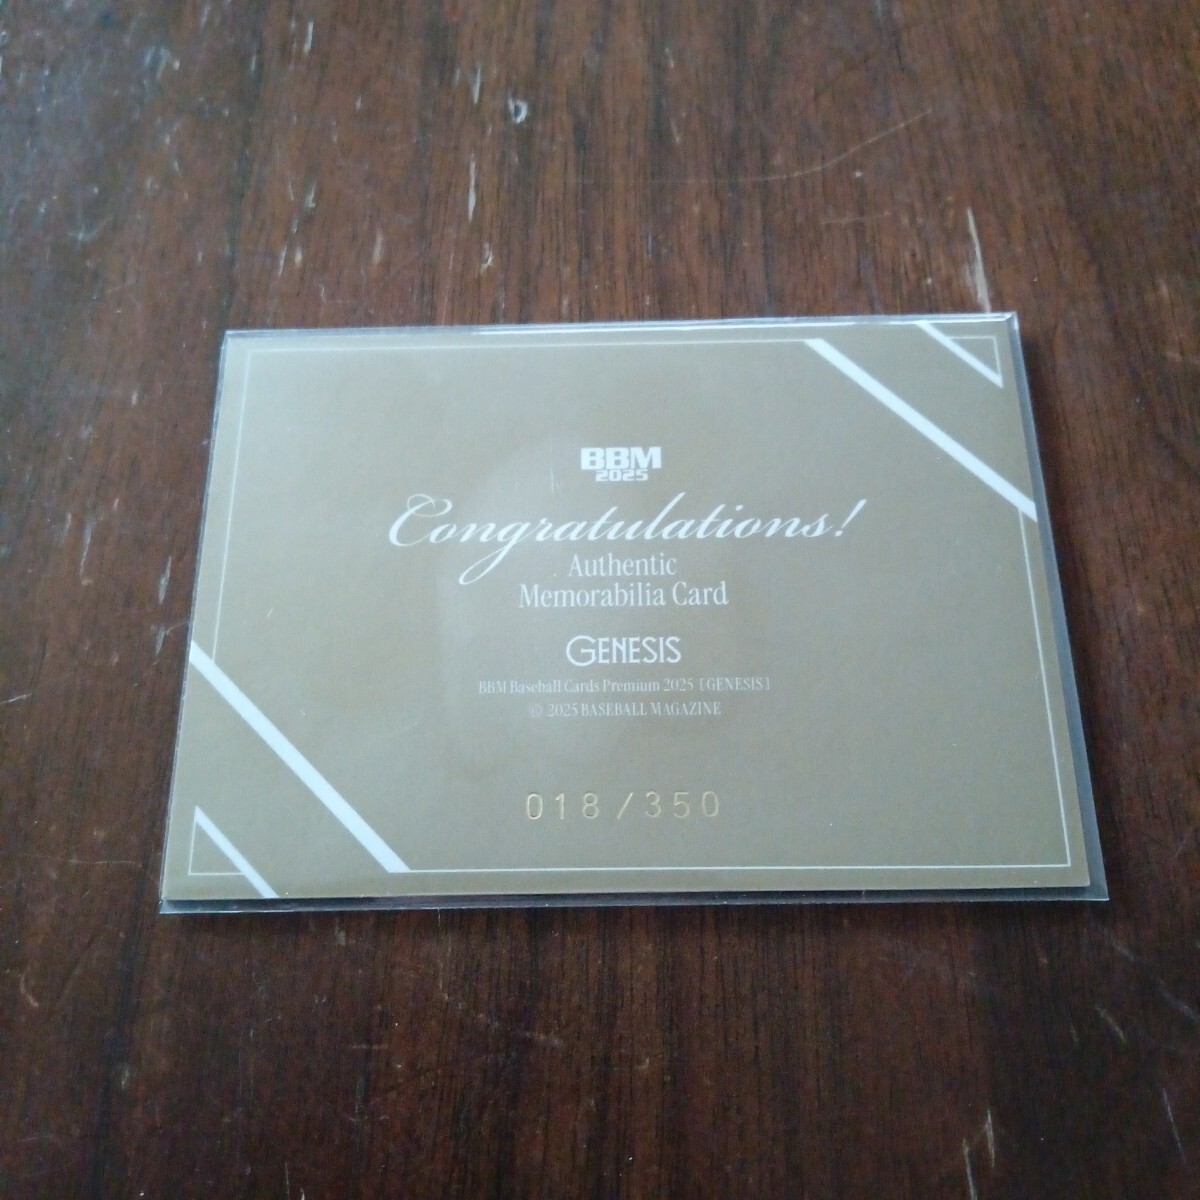 BBM
2025
Congratulations!
Authentic
Memorabilia Card
GENESIS
BBM Baseball Cards Premium 2025 [GENESIS]
© 2025 BASEBALL MAGAZINE
018/350